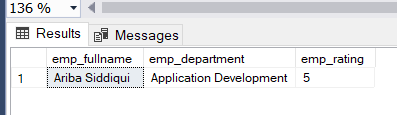 136 %
Results Messages
emp_fullname emp_department emp_rating
1 Ariba Siddiqui Application Development 5